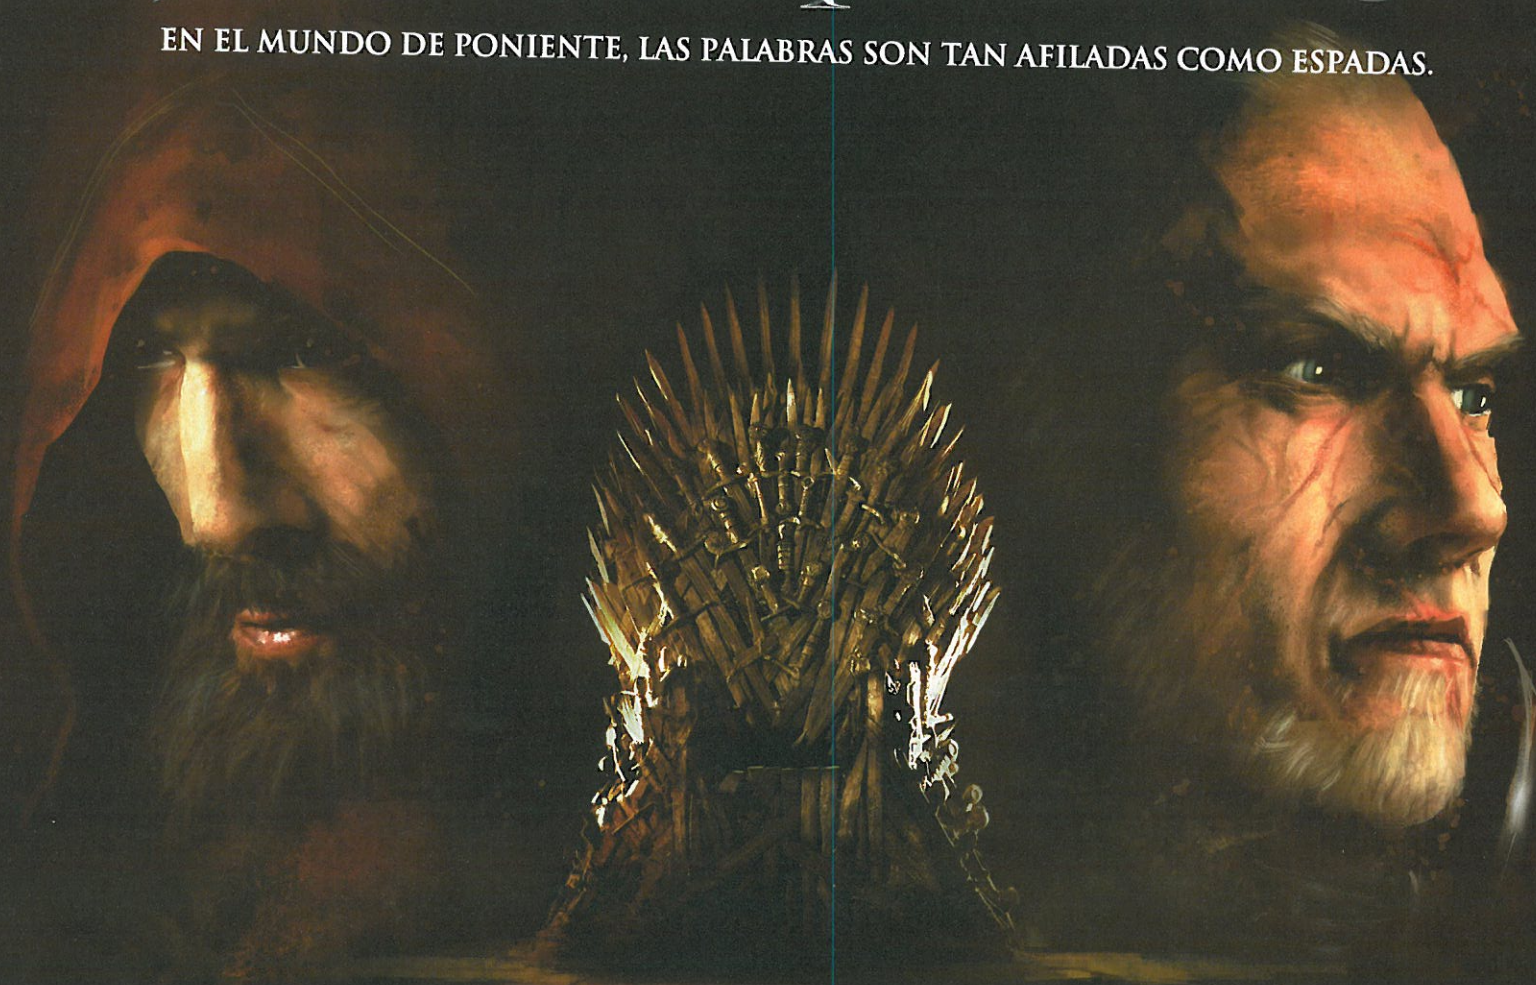 EN EL MUNDO DE PONIENTE, LAS PALABRAS SON TAN AFILADAS COMO ESPADAS.